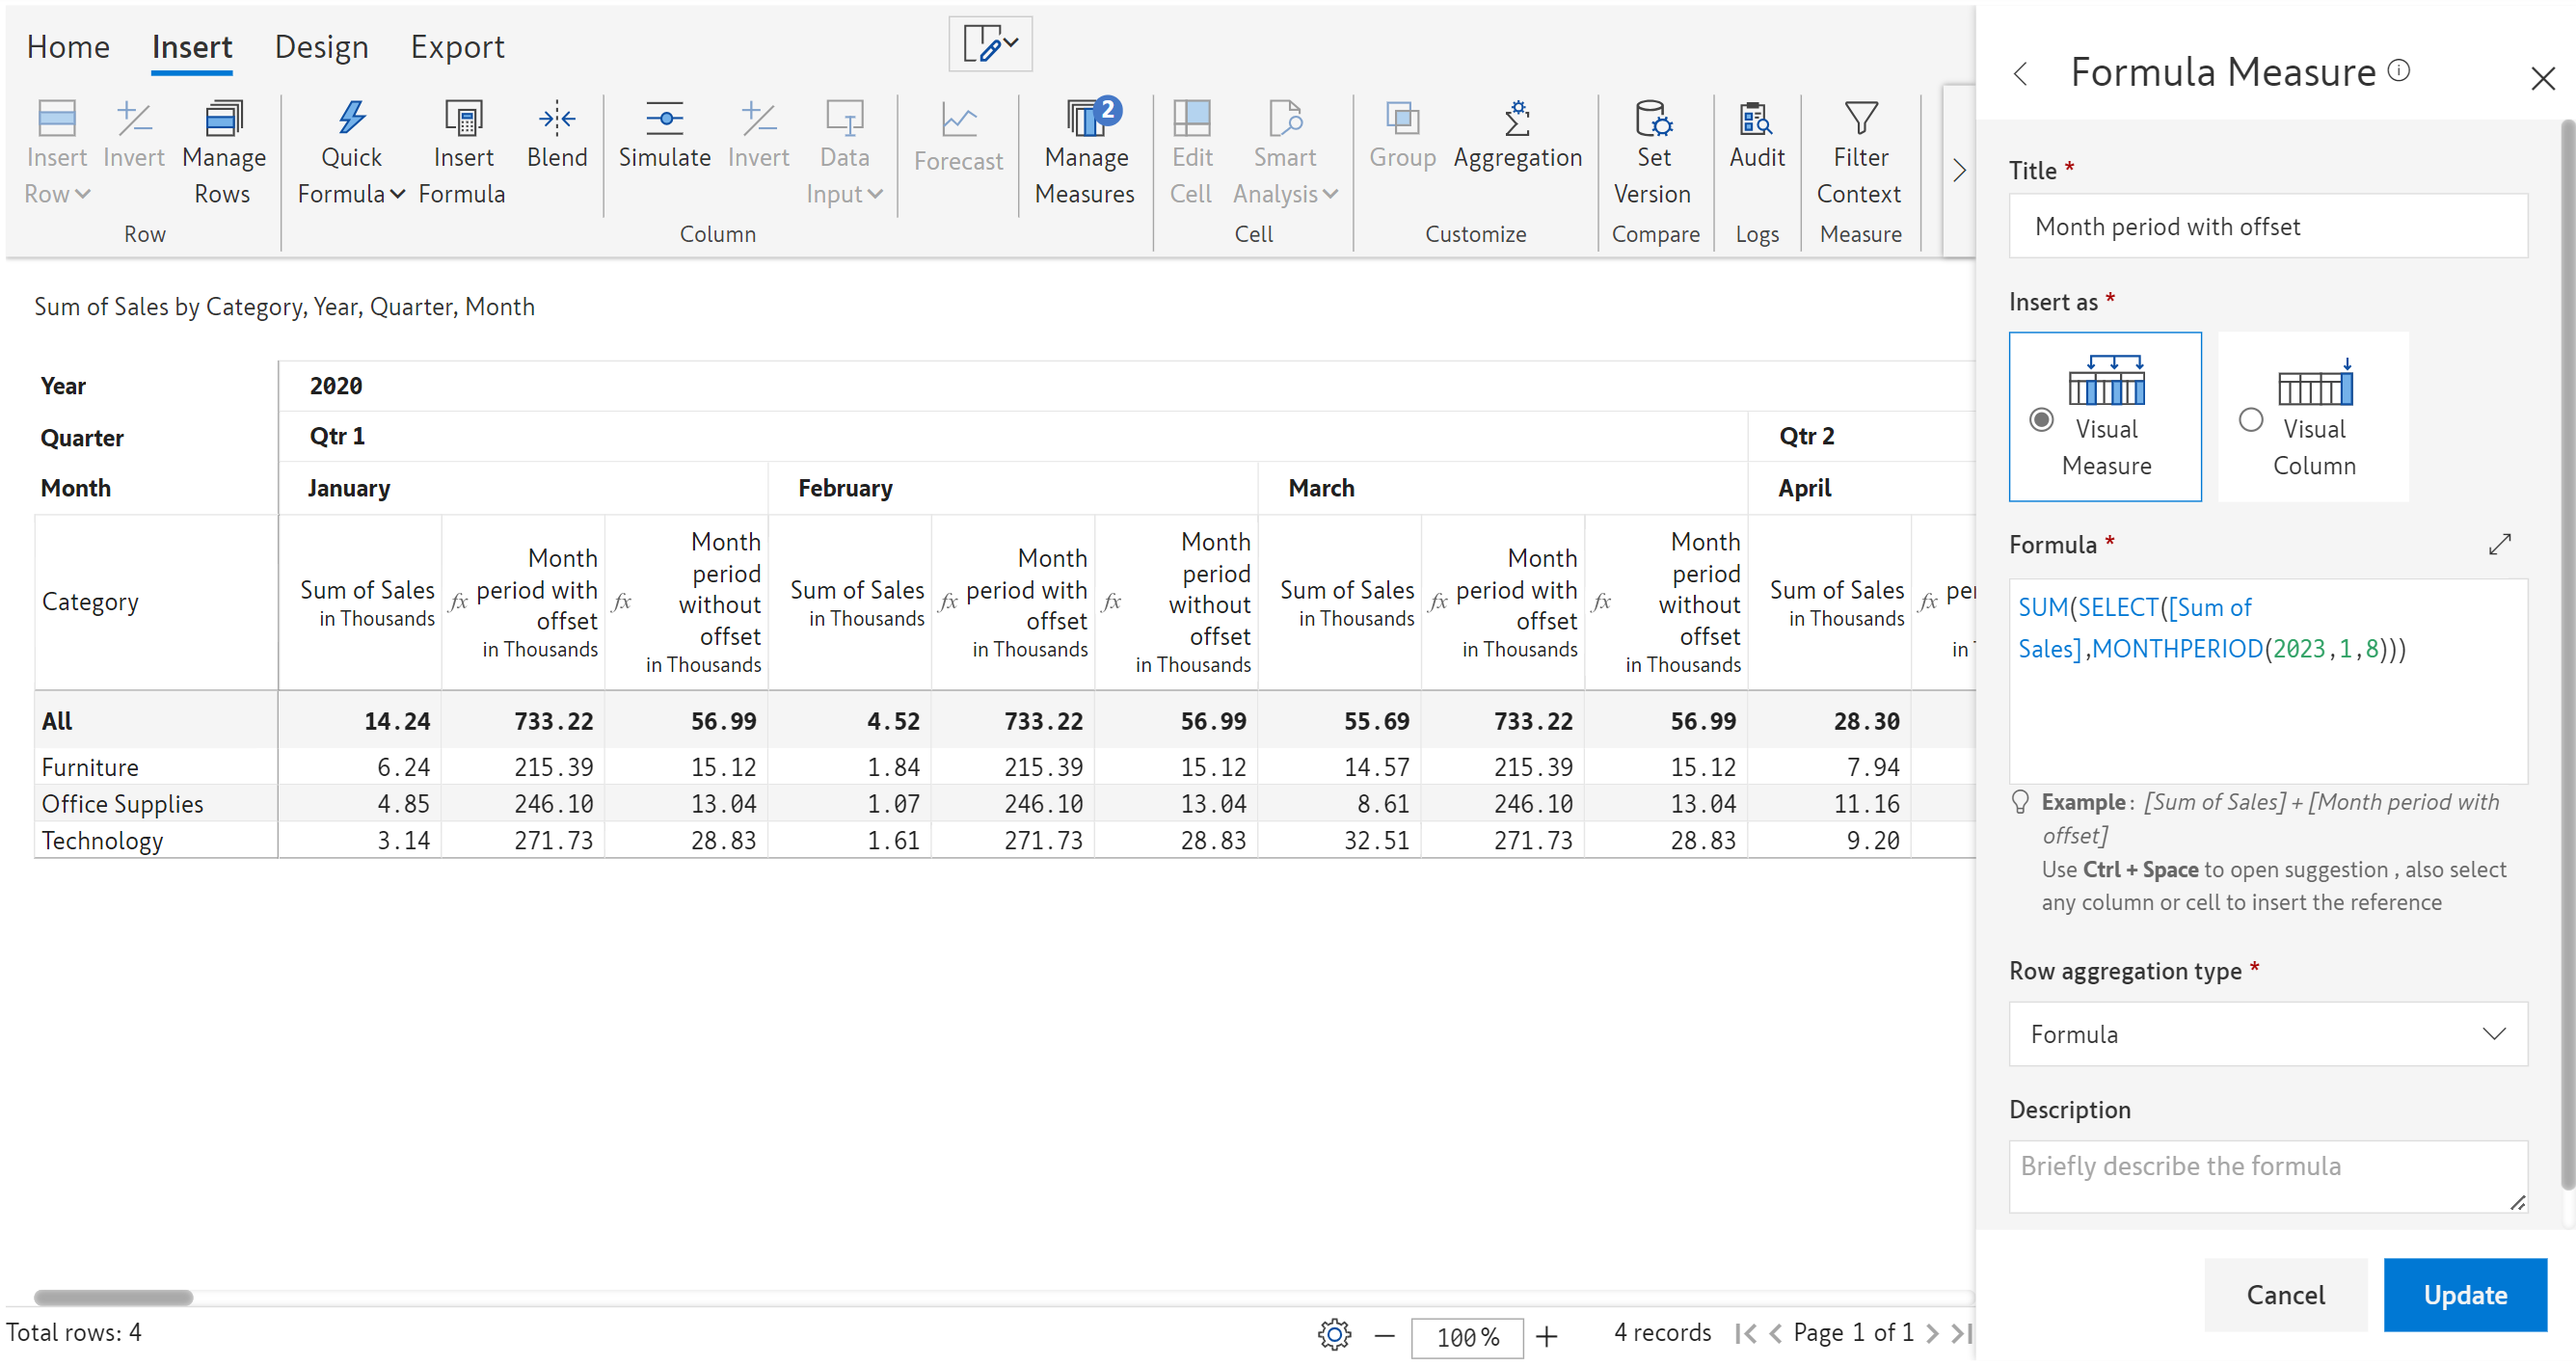 Home Insert Design Export
Insert Row Invert Manage Rows Quick Formula Insert Formula Blend Simulate Invert Data Input Forecast 2 Manage Measures Edit Cell Smart Analysis Group Aggregation Set Version Audit Filter Context
Row Column Cell Customize Compare Logs Measure
Sum of Sales by Category, Year, Quarter, Month
Year 2020
Quarter Qtr 1 Qtr 2
Month January February March April
Category Sum of Sales in Thousands fx Month period with offset in Thousands fx Month period without offset in Thousands Sum of Sales in Thousands fx Month period with offset in Thousands fx Month period without offset in Thousands Sum of Sales in Thousands fx Month period with offset in Thousands fx Month period without offset in Thousands Sum of Sales in Thousands fx
All 14.24 733.22 56.99 4.52 733.22 56.99 55.69 733.22 56.99 28.30
Furniture 6.24 215.39 15.12 1.84 215.39 15.12 14.57 215.39 15.12 7.94
Office Supplies 4.85 246.10 13.04 1.07 246.10 13.04 8.61 246.10 13.04 11.16
Technology 3.14 271.73 28.83 1.61 271.73 28.83 32.51 271.73 28.83 9.20
Total rows: 4 100 % 4 records Page 1 of 1
Formula Measure
Title *
Month period with offset
Insert as *
Visual Measure
Visual Column
Formula *
SUM(SELECT([Sum of
Sales],MONTHPERIOD(2023,1,8)))
Example: [Sum of Sales] + [Month period with
offset]
Use Ctrl + Space to open suggestion , also select
any column or cell to insert the reference
Row aggregation type *
Formula
Description
Briefly describe the formula
Cancel Update